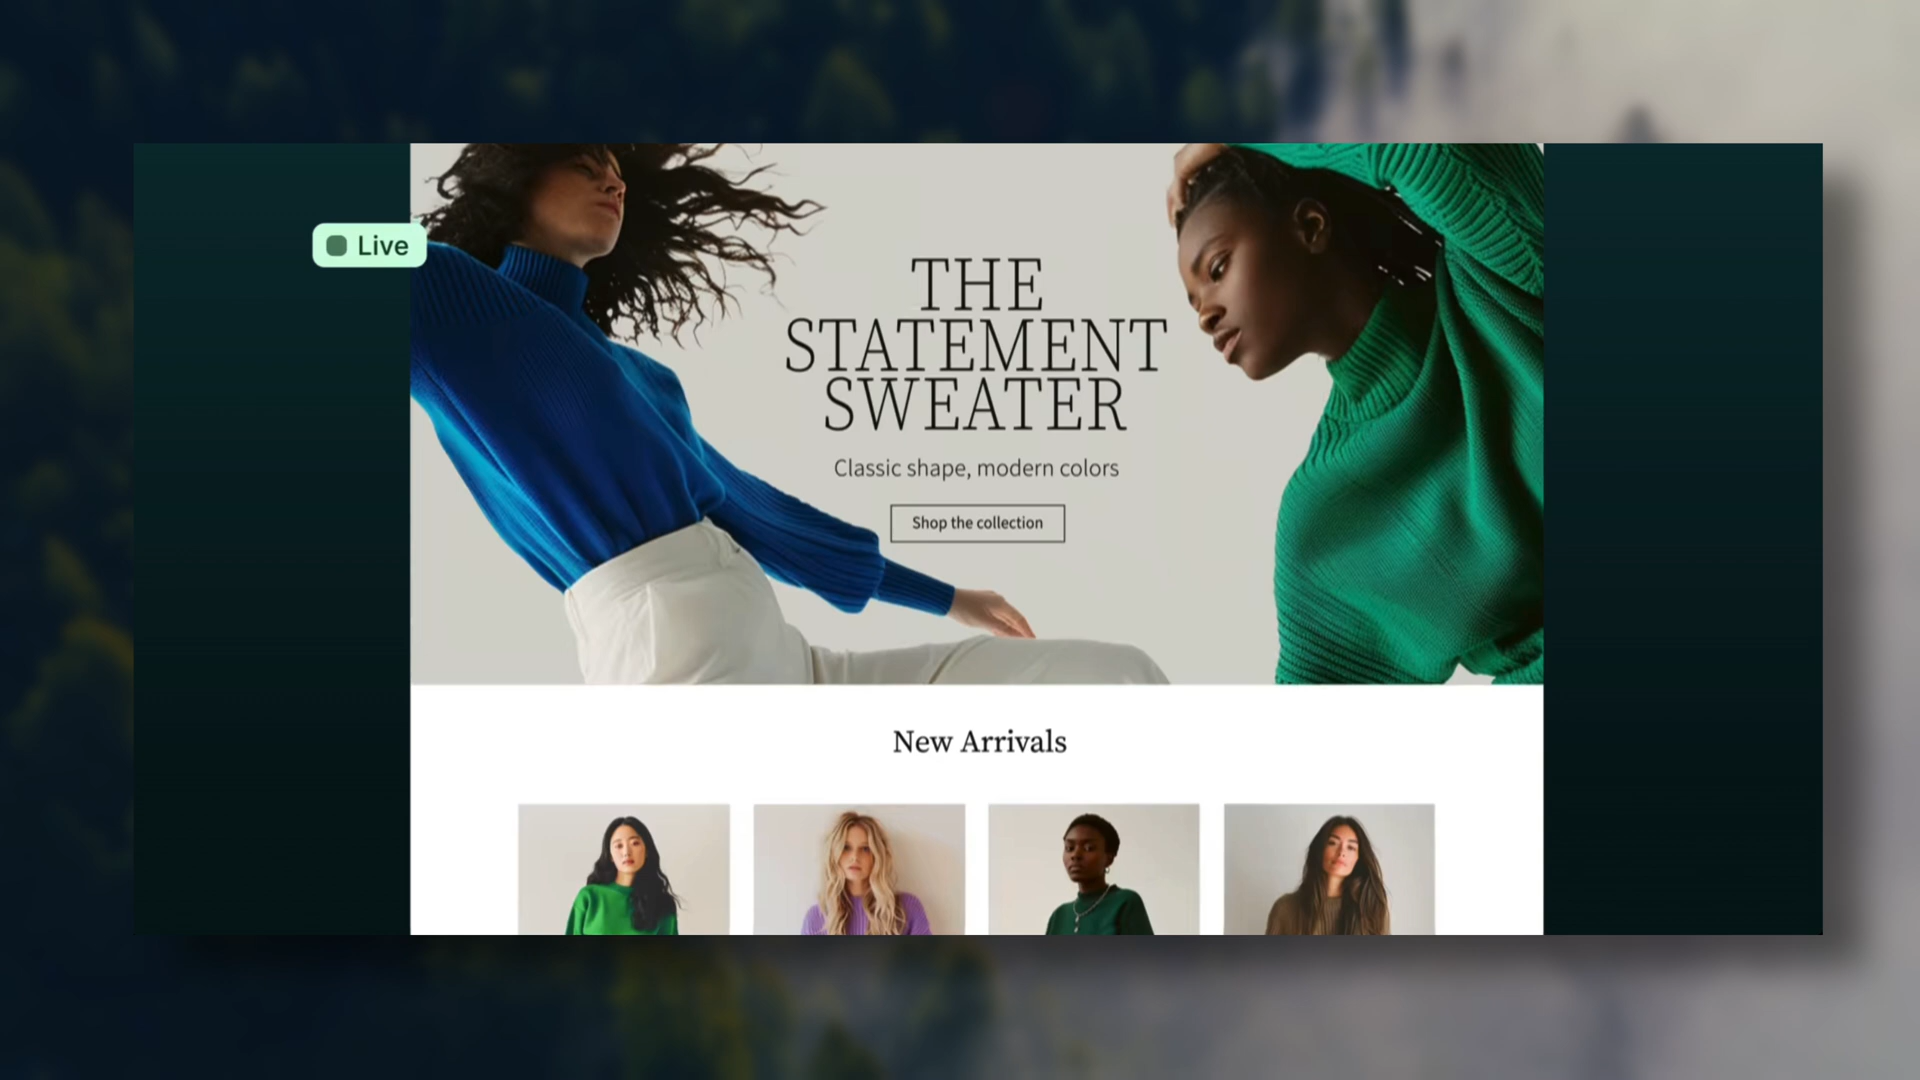 Live
THE
STATEMENT
SWEATER
Classic shape, modern colors
Shop the collection
New Arrivals